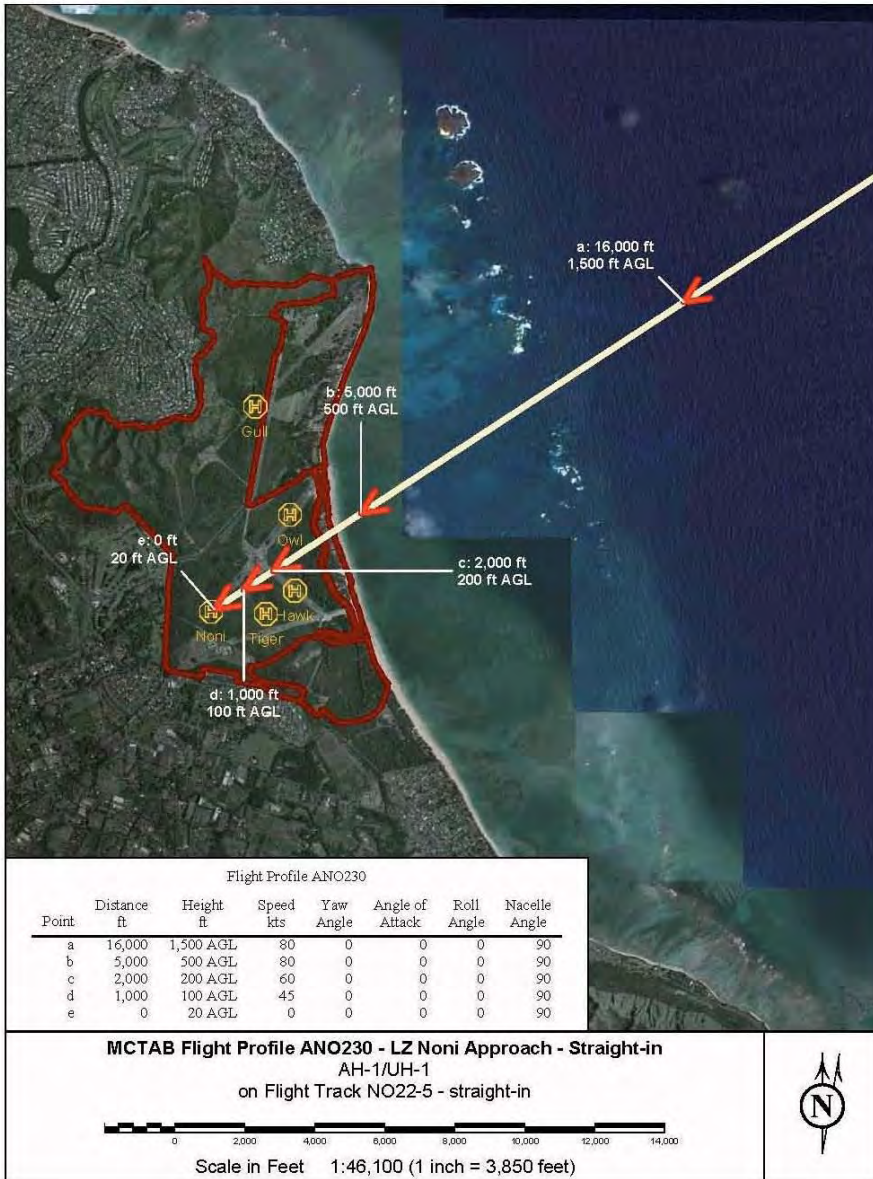 a: 16,000 ft
1,500 ft AGL
b: 5,000 ft
500 ft AGL
Gull
Owl
e: 0 ft
20 ft AGL
c: 2,000 ft
200 ft AGL
Hawk
Noni
Tiger
d: 1,000 ft
100 ft AGL
Flight Profile ANO230
Point Distance ft Height ft Speed kts Yaw Angle Angle of Attack Roll Angle Nacelle Angle
a 16,000 1,500 AGL 80 0 0 0 90
b 5,000 500 AGL 80 0 0 0 90
c 2,000 200 AGL 60 0 0 0 90
d 1,000 100 AGL 45 0 0 0 90
e 0 20 AGL 0 0 0 0 90
MCTAB Flight Profile ANO230 - LZ Noni Approach - Straight-in
AH-1/UH-1
on Flight Track NO22-5 - straight-in
0 2,000 4,000 6,000 8,000 10,000 12,000 14,000
Scale in Feet 1:46,100 (1 inch = 3,850 feet)
N